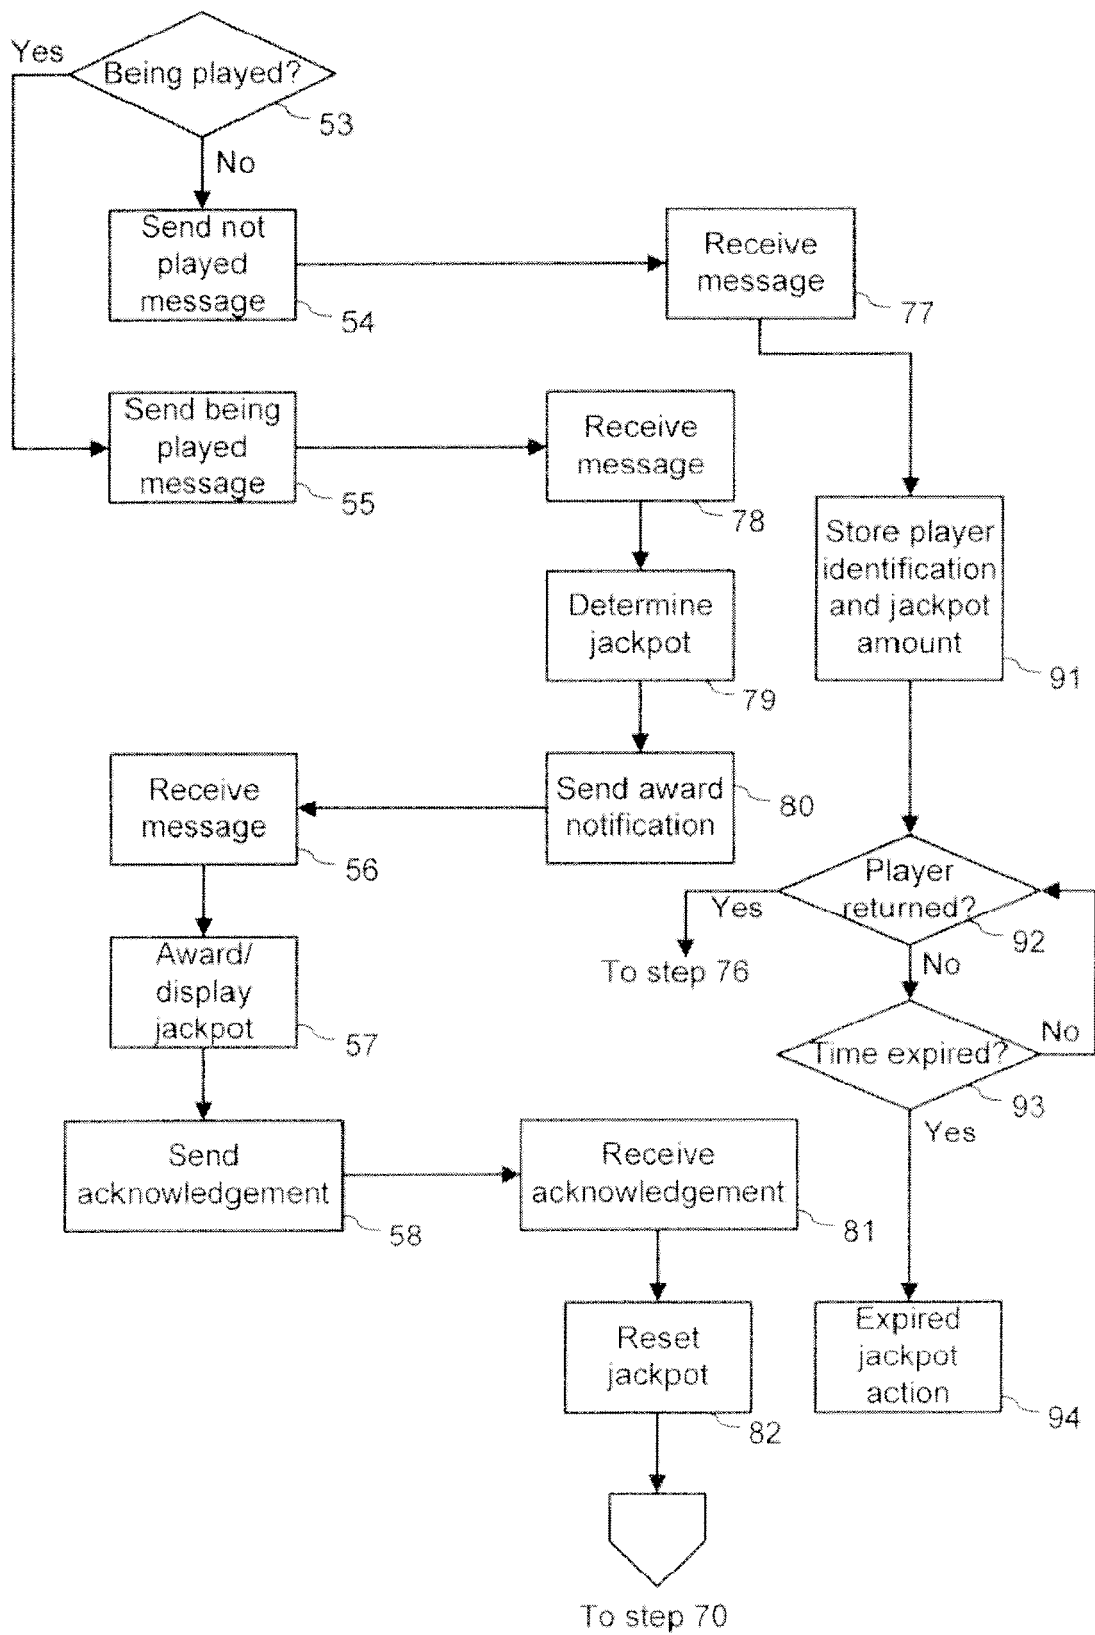 Yes
Being played?
53
No
Send not
played
message
54
Receive
message
77
Send being
played
message
55
Receive
message
78
Store player
identification
and jackpot
amount
91
Determine
jackpot
79
Receive
message
56
Send award
notification
80
Player
returned?
92
Yes
To step 76
No
Award/
display
jackpot
57
Time expired?
No
93
Yes
Send
acknowledgement
58
Receive
acknowledgement
81
Reset
jackpot
82
Expired
jackpot
action
94
To step 70